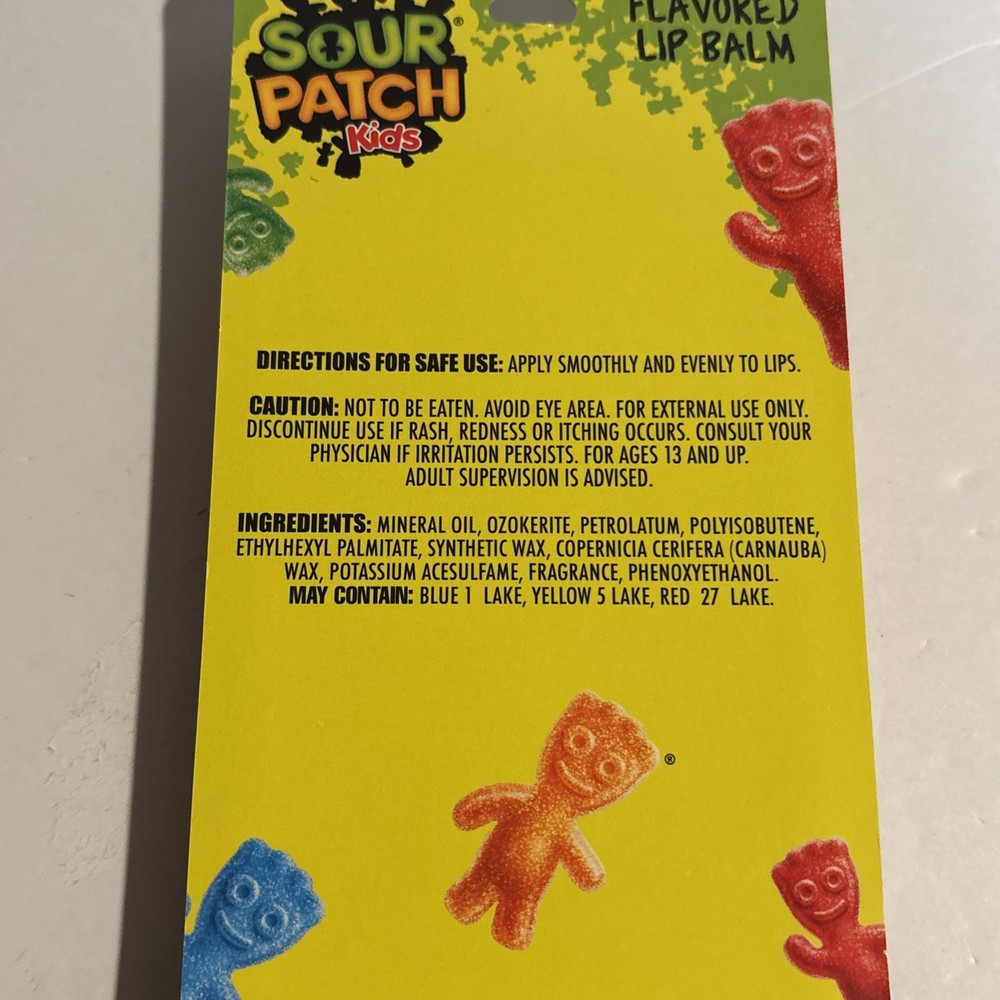 SOUR®
PATCH
Kids
FLAVORED
LIP BALM
DIRECTIONS FOR SAFE USE: APPLY SMOOTHLY AND EVENLY TO LIPS.
CAUTION: NOT TO BE EATEN. AVOID EYE AREA. FOR EXTERNAL USE ONLY.
DISCONTINUE USE IF RASH, REDNESS OR ITCHING OCCURS. CONSULT YOUR
PHYSICIAN IF IRRITATION PERSISTS. FOR AGES 13 AND UP.
ADULT SUPERVISION IS ADVISED.
INGREDIENTS: MINERAL OIL, OZOKERITE, PETROLATUM, POLYISOBUTENE,
ETHYLHEXYL PALMITATE, SYNTHETIC WAX, COPERNICIA CERIFERA (CARNAUBA)
WAX, POTASSIUM ACESULFAME, FRAGRANCE, PHENOXYETHANOL.
MAY CONTAIN: BLUE 1 LAKE, YELLOW 5 LAKE, RED 27 LAKE.
®